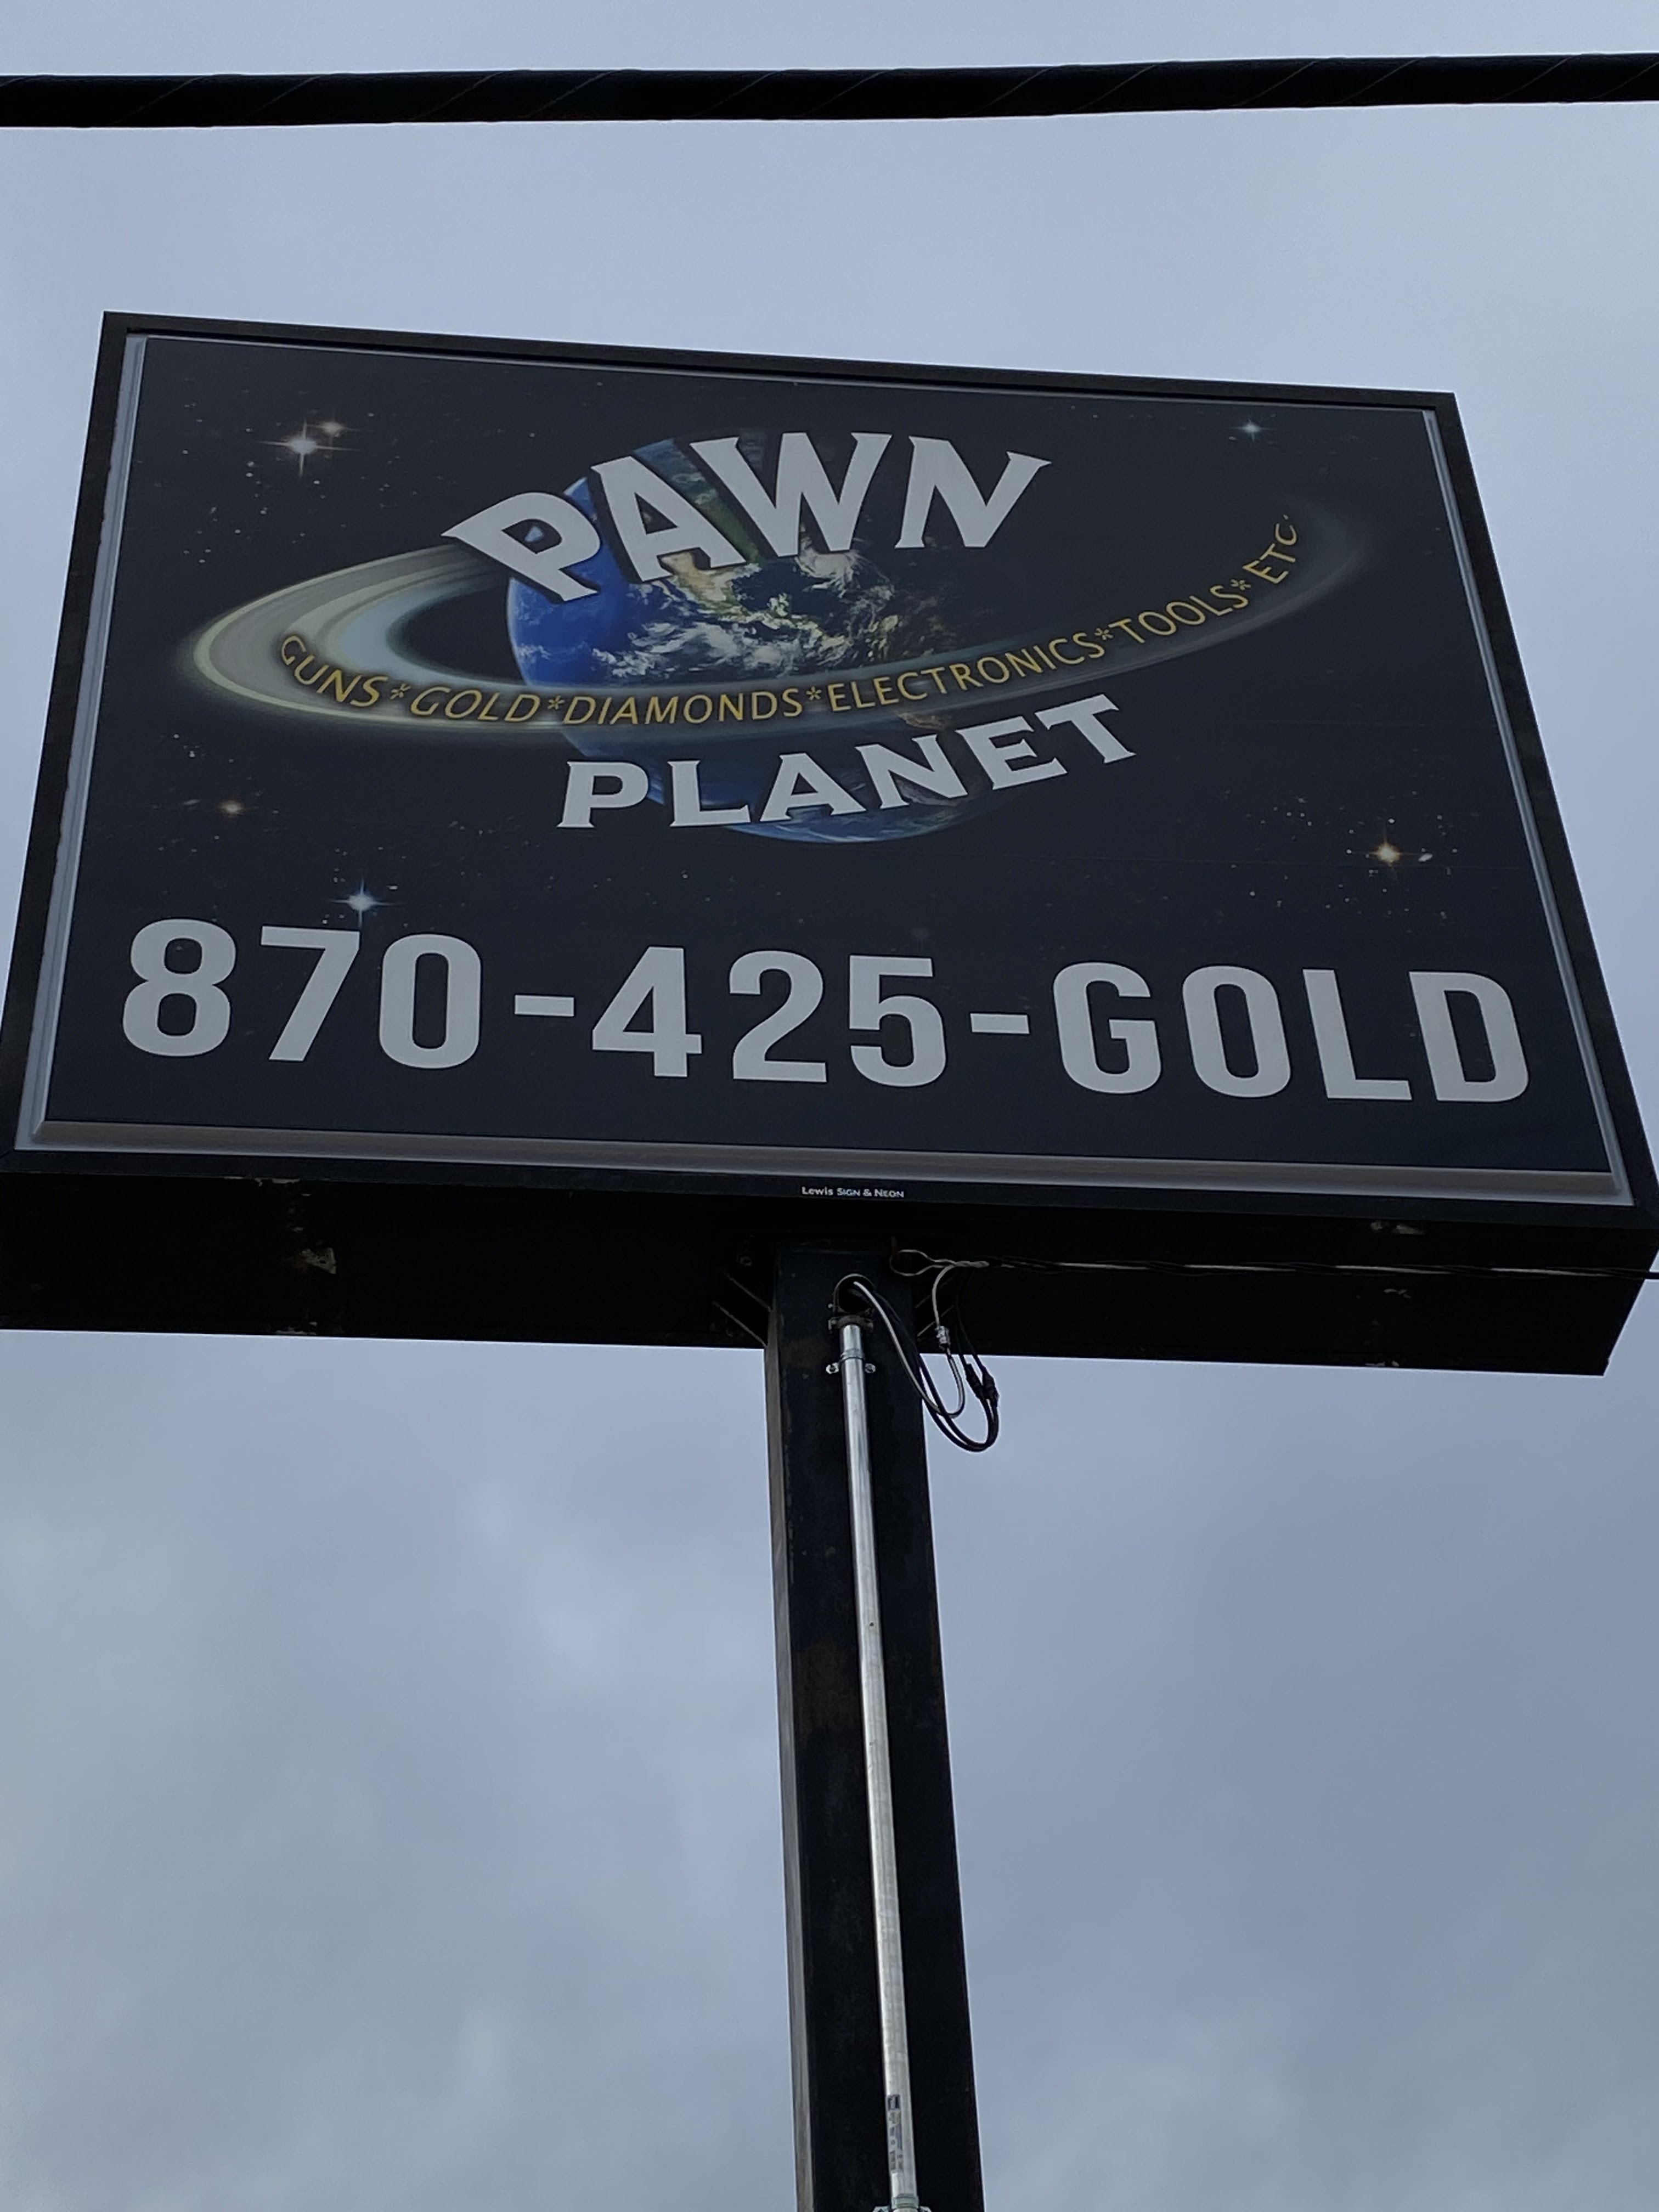 PAWN
GUNS*GOLD*DIAMONDS*ELECTRONICS*TOOLS*ETC.
PLANET
870-425-GOLD
Lewis SIGN & NEON